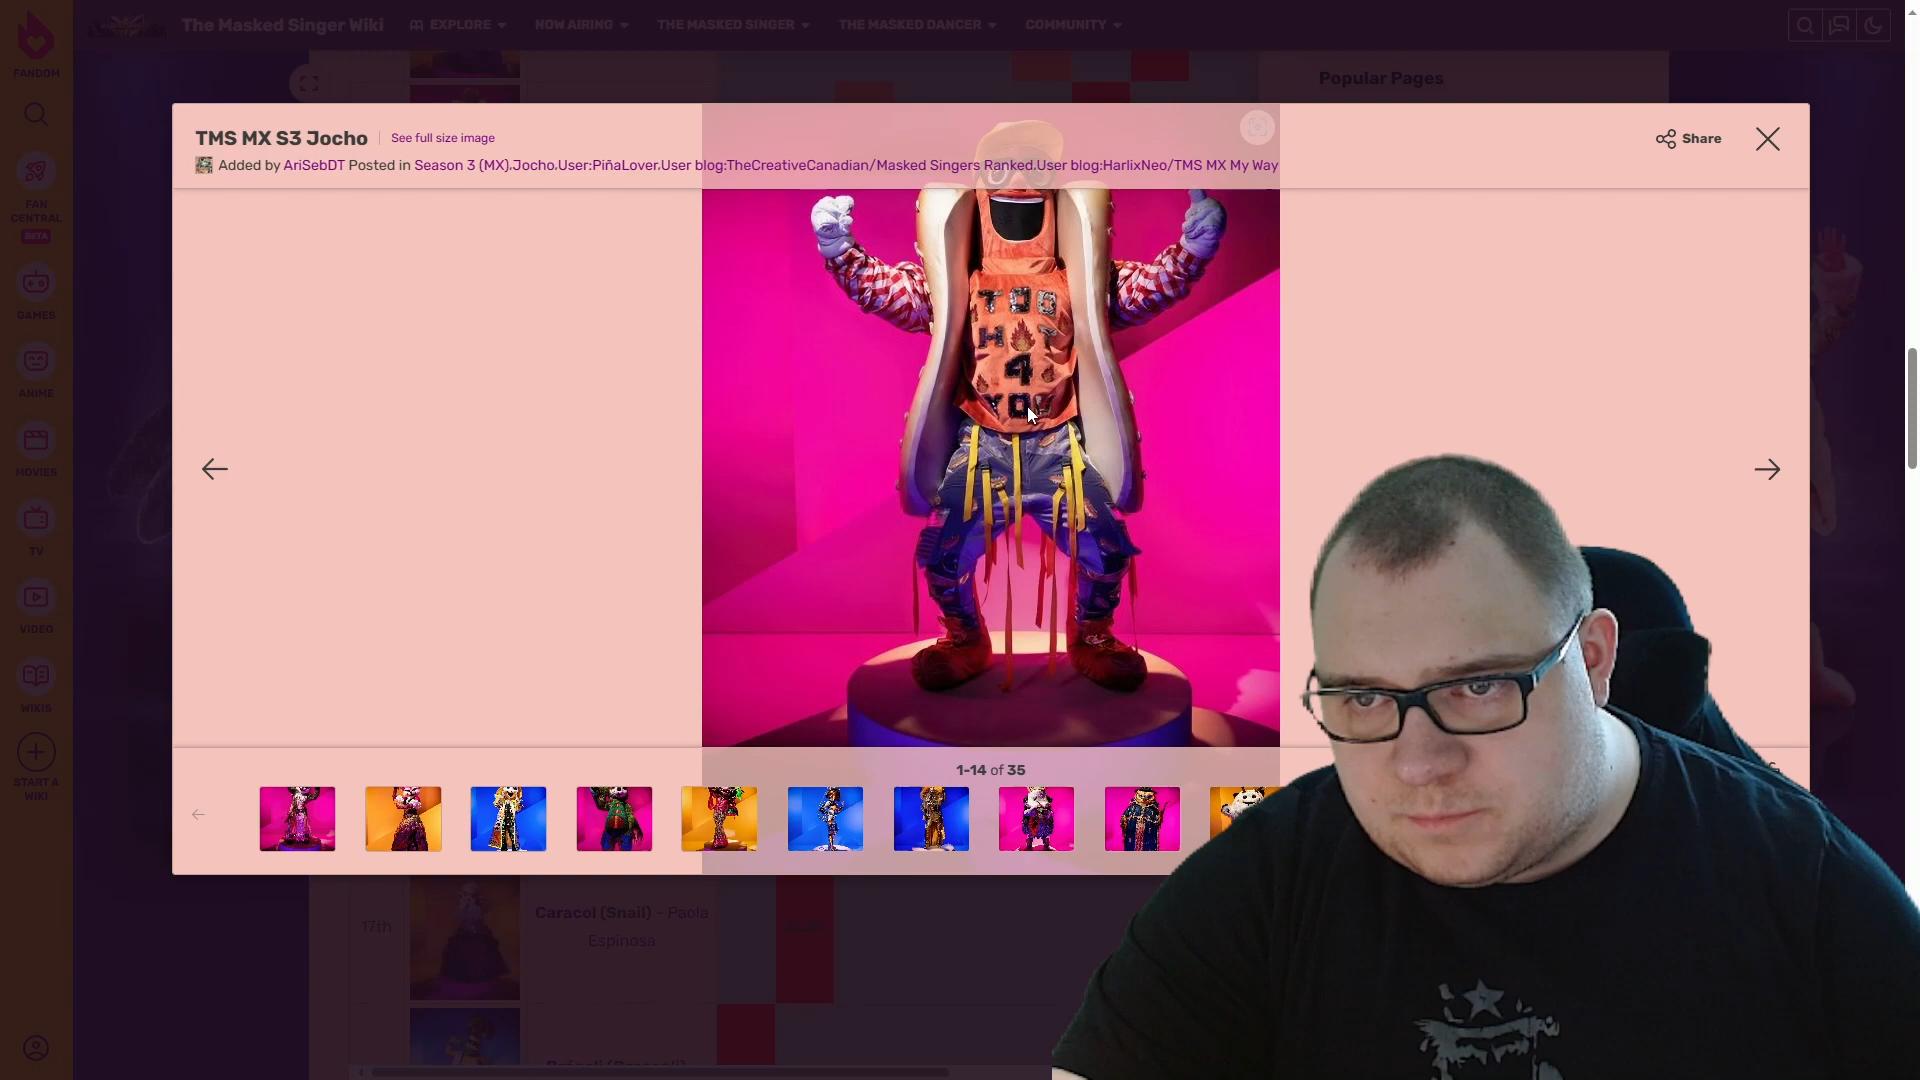 The Masked Singer Wiki
EXPLORE
NOW AIRING
THE MASKED SINGER
THE MASKED DANCER
COMMUNITY
FANDOM
Popular Pages
TMS MX S3 Jocho
See full size image
Share
Added by AriSebDT Posted in Season 3 (MX),Jocho,User:PiñaLover,User blog:TheCreativeCanadian/Masked Singers Ranked,User blog:HarlixNeo/TMS MX My Way
FAN
CENTRAL
BETA
GAMES
ANIME
MOVIES
TV
VIDEO
WIKIS
START A
WIKI
TOO
HOT
4
YOU
1-14 of 35
17th
Caracol (Snail) - Paola
Espinosa